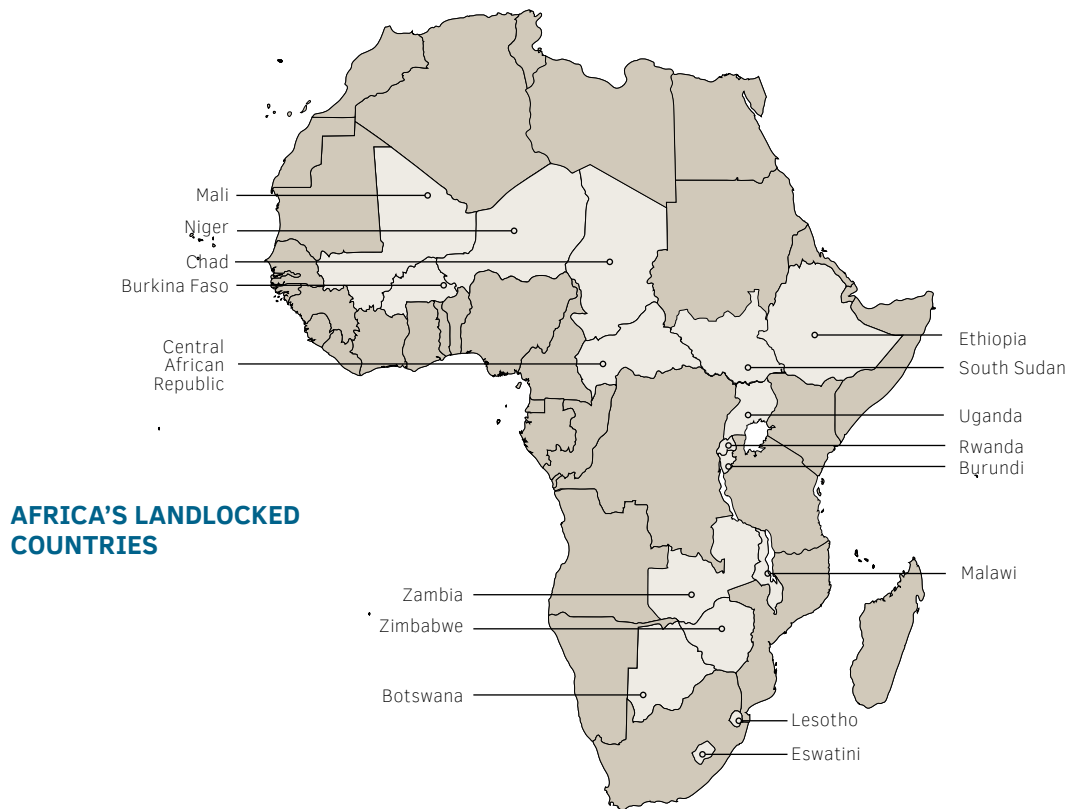 Mali
Niger
Chad
Burkina Faso
Central
African
Republic
Ethiopia
South Sudan
Uganda
Rwanda
Burundi
AFRICA'S LANDLOCKED
COUNTRIES
Malawi
Zambia
Zimbabwe
Botswana
Lesotho
Eswatini